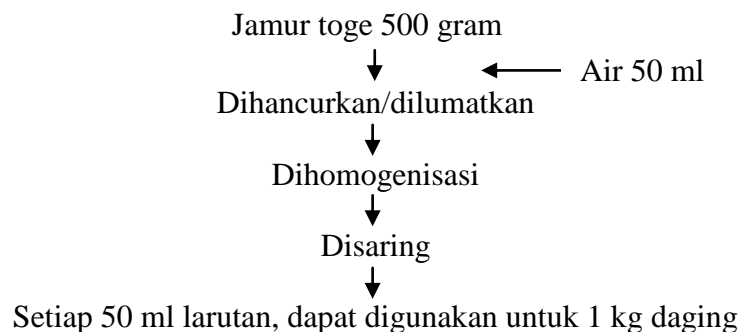 Jamur toge 500 gram
Air 50 ml
Dihancurkan/dilumatkan
Dihomogenisasi
Disaring
Setiap 50 ml larutan, dapat digunakan untuk 1 kg daging